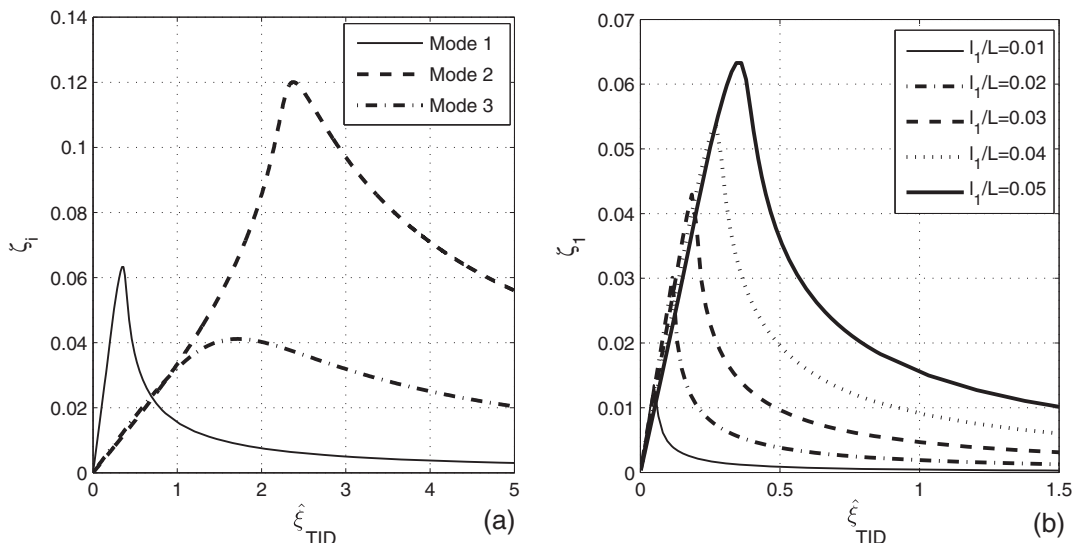 0.14
0.12
0.1
0.08
0.06
0.04
0.02
0
ζi
Mode 1
Mode 2
Mode 3
0 1 2 3 4 5
ξ̂TID
(a)
0.07
0.06
0.05
0.04
0.03
0.02
0.01
0
ζ1
l1/L=0.01
l1/L=0.02
l1/L=0.03
l1/L=0.04
l1/L=0.05
0 0.5 1 1.5
ξ̂TID
(b)